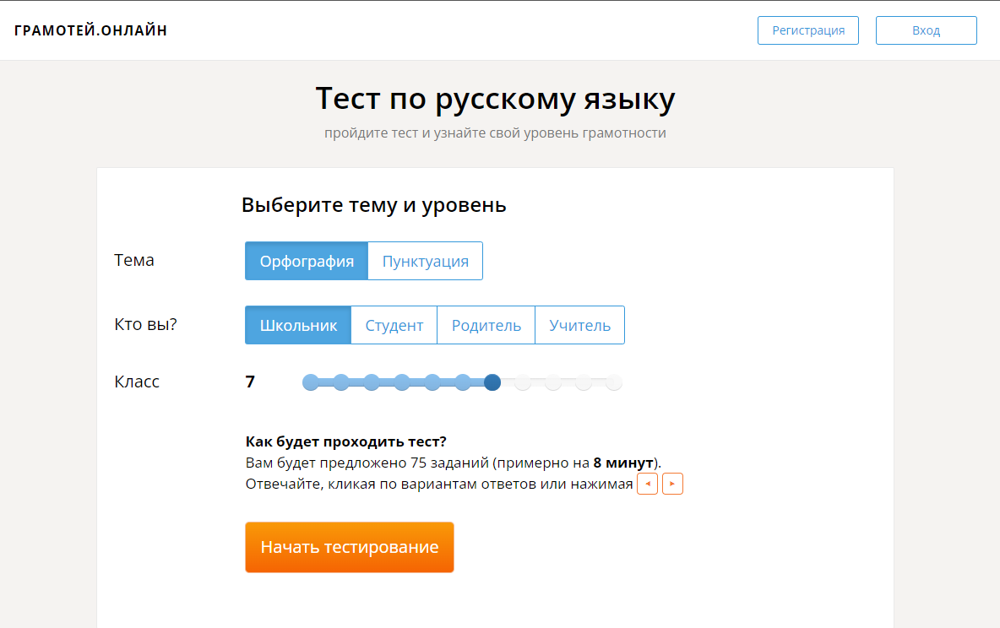 ГРАМОТЕЙ.ОНЛАЙН
Регистрация
Вход
Тест по русскому языку
пройдите тест и узнайте свой уровень грамотности
Выберите тему и уровень
Тема
Орфография
Пунктуация
Кто вы?
Школьник
Студент
Родитель
Учитель
Класс
7
Как будет проходить тест?
Вам будет предложено 75 заданий (примерно на 8 минут).
Отвечайте, кликая по вариантам ответов или нажимая
Начать тестирование